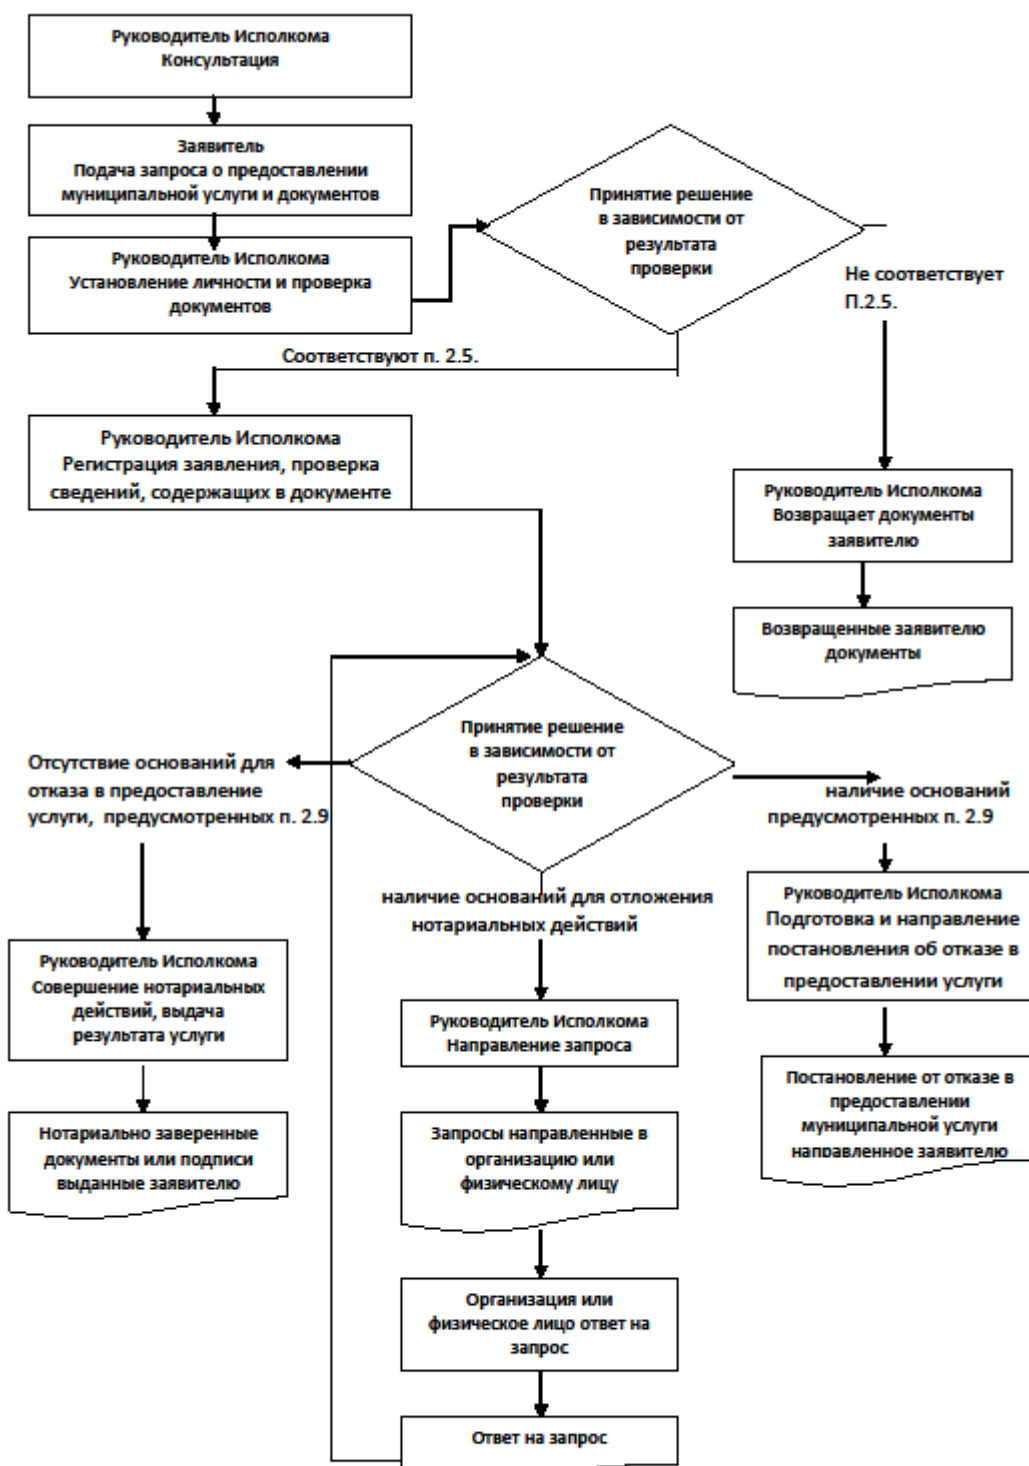 Руководитель Исполкома
Консультация
Заявитель
Подача запроса о предоставлении
муниципальной услуги и документов
Руководитель Исполкома
Установление личности и проверка
документов
Принятие решение
в зависимости от
результата
проверки
Не соответствует
П.2.5.
Соответствуют п. 2.5.
Руководитель Исполкома
Регистрация заявления, проверка
сведений, содержащих в документе
Руководитель Исполкома
Возвращает документы
заявителю
Возвращенные заявителю
документы
Принятие решение
в зависимости от
результата
проверки
Отсутствие оснований для
отказа в предоставление
услуги, предусмотренных п. 2.9
наличие оснований
предусмотренных п. 2.9
наличие оснований для отложения
нотариальных действий
Руководитель Исполкома
Подготовка и направление
постановления об отказе в
предоставлении услуги
Руководитель Исполкома
Совершение нотариальных
действий, выдача
результата услуги
Руководитель Исполкома
Направление запроса
Постановление от отказе в
предоставлении
муниципальной услуги
направленное заявителю
Нотариально заверенные
документы или подписи
выданные заявителю
Запросы направленные в
организацию или
физическому лицу
Организация или
физическое лицо ответ на
запрос
Ответ на запрос